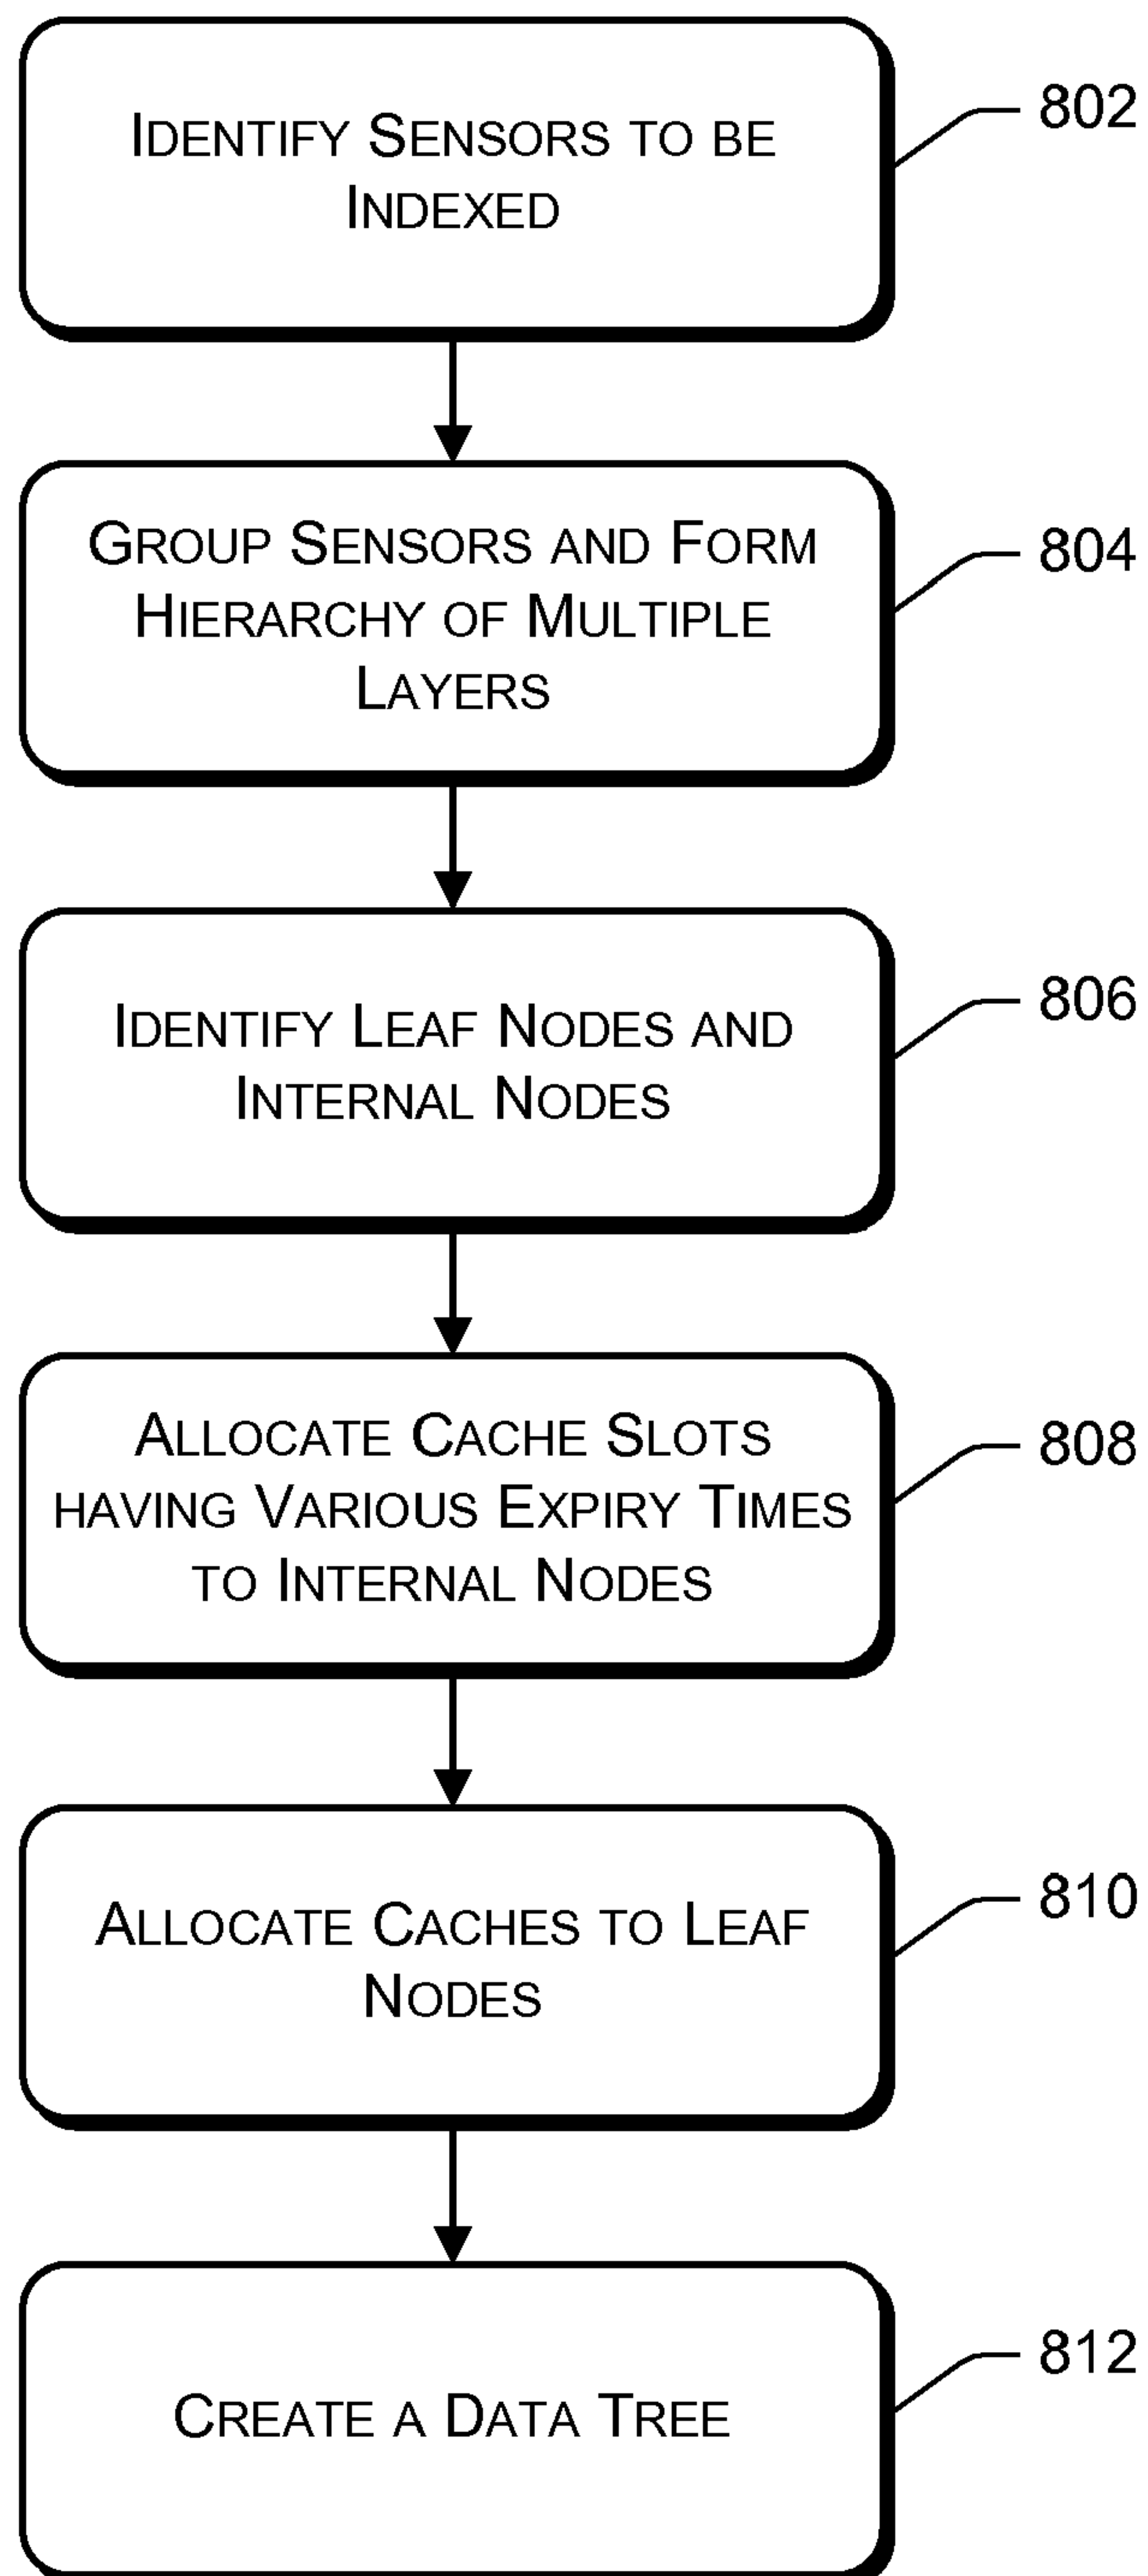 IDENTIFY SENSORS TO BE
INDEXED
802
GROUP SENSORS AND FORM
HIERARCHY OF MULTIPLE
LAYERS
804
IDENTIFY LEAF NODES AND
INTERNAL NODES
806
ALLOCATE CACHE SLOTS
HAVING VARIOUS EXPIRY TIMES
TO INTERNAL NODES
808
ALLOCATE CACHES TO LEAF
NODES
810
CREATE A DATA TREE
812